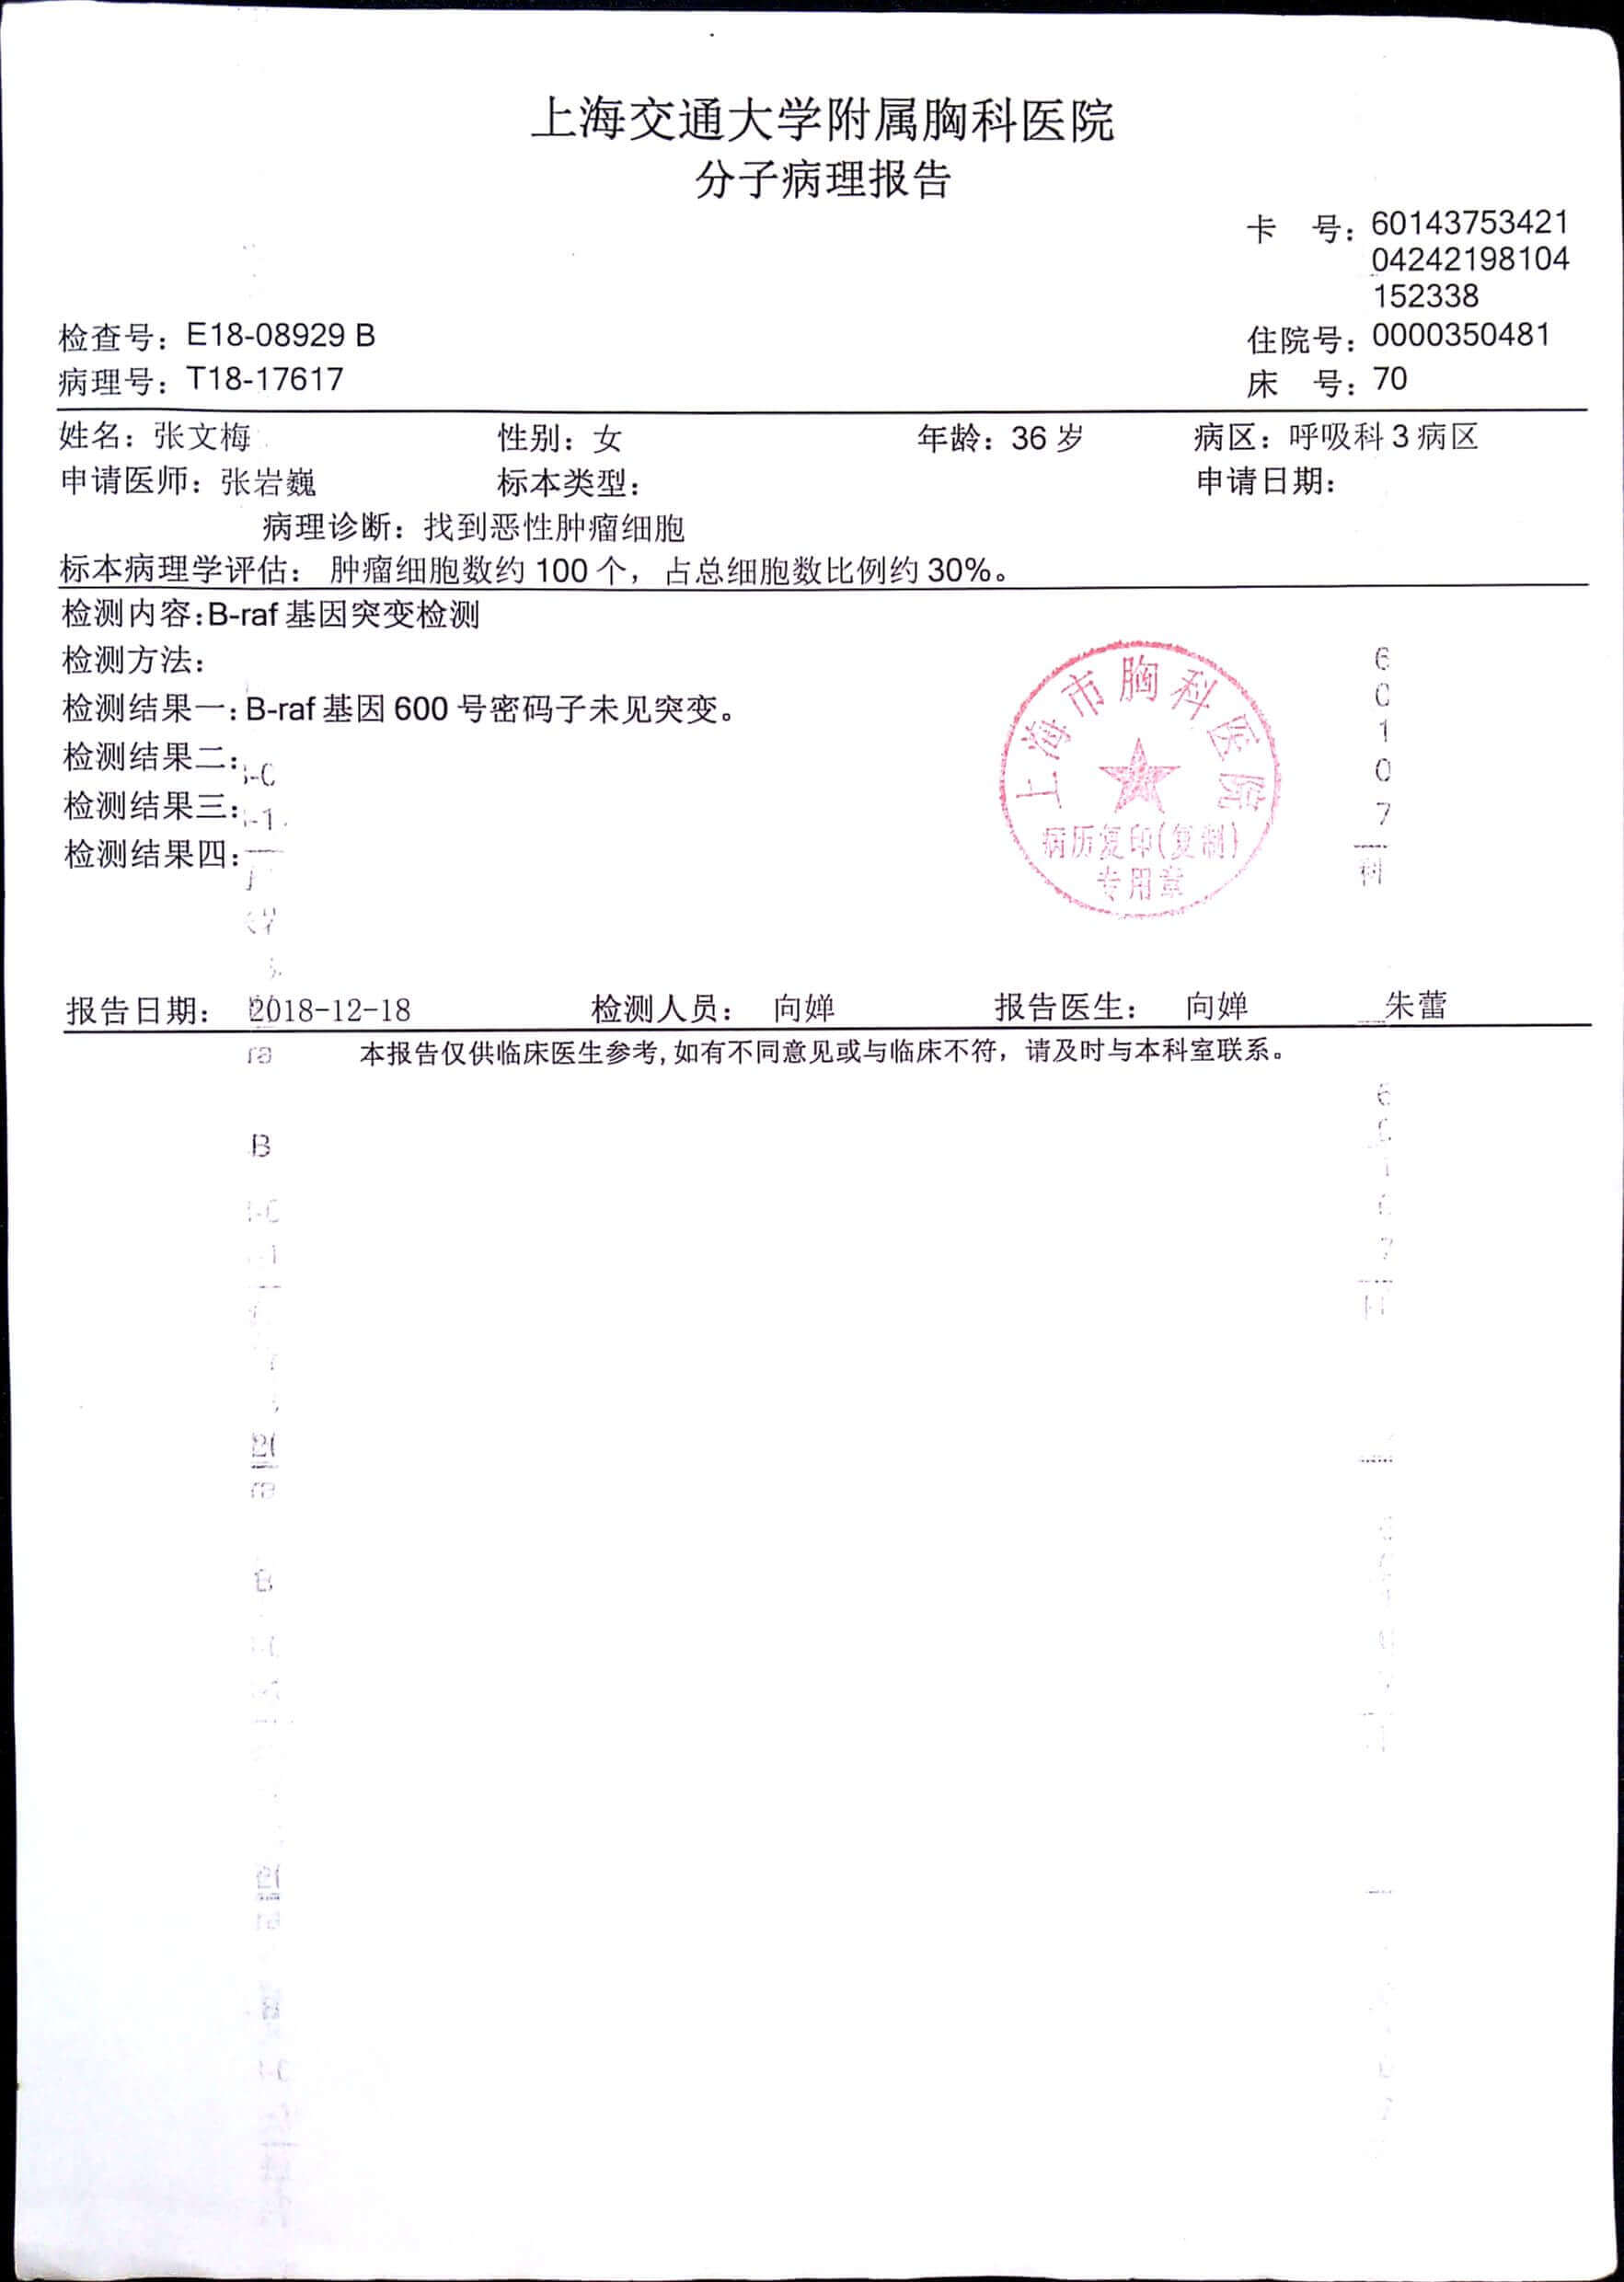 上海交通大学附属胸科医院
分子病理报告
卡 号：60143753421
04242198104
152338
检查号：E18-08929 B
住院号：0000350481
病理号：T18-17617
床 号：70
姓名：张文梅 性别：女 年龄：36 岁 病区：呼吸科 3 病区
申请医师：张岩巍 标本类型： 申请日期：
病理诊断：找到恶性肿瘤细胞
标本病理学评估： 肿瘤细胞数约 100 个，占总细胞数比例约 30%。
检测内容:B-raf 基因突变检测
检测方法：
检测结果一:B-raf 基因 600 号密码子未见突变。
检测结果二:
检测结果三:
检测结果四:
上海市胸科医院
病历复印(复制)
专用章
报告日期： 2018-12-18 检测人员： 向婵 报告医生： 向婵 朱蕾
本报告仅供临床医生参考,如有不同意见或与临床不符，请及时与本科室联系。